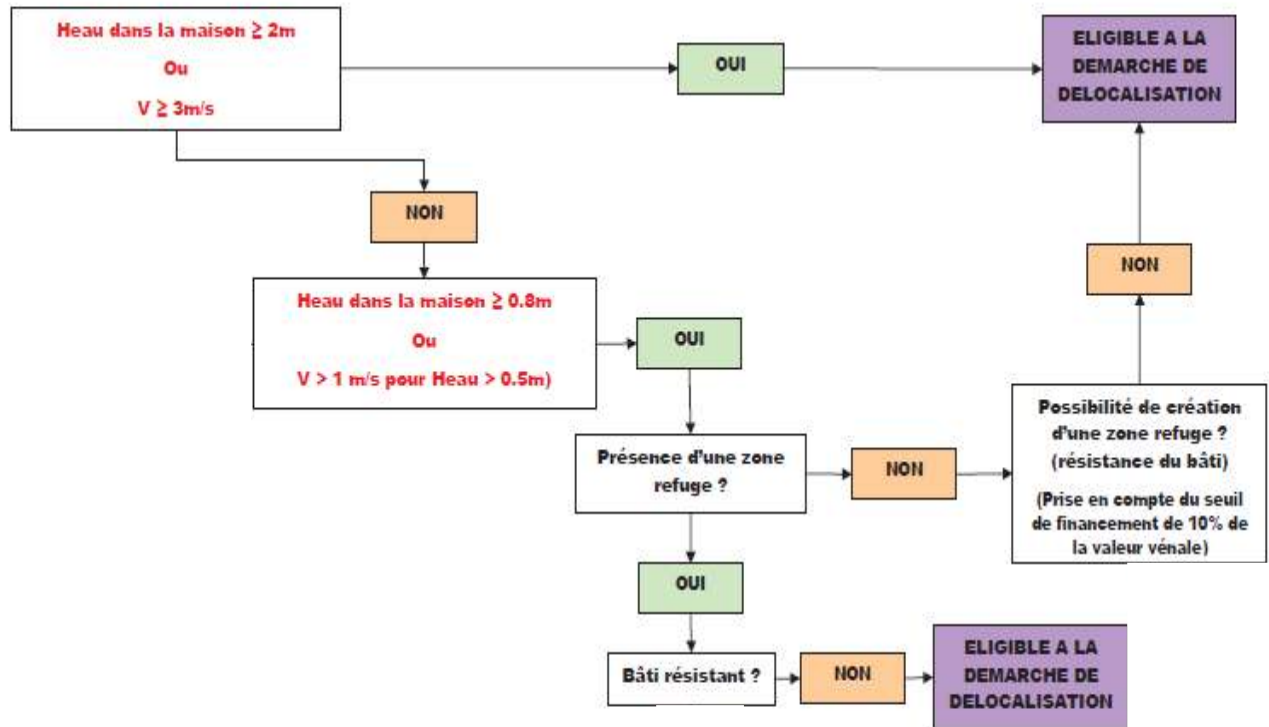 Heau dans la maison ≥ 2m
Ou
V ≥ 3m/s
OUI
ELIGIBLE A LA
DEMARCHE DE
DELOCALISATION
NON
Heau dans la maison ≥ 0.8m
Ou
V > 1 m/s pour Heau > 0.5m)
OUI
NON
Présence d'une zone
refuge ?
NON
Possibilité de création
d'une zone refuge ?
(résistance du bâti)
(Prise en compte du seuil
de financement de 10% de
la valeur vénale)
OUI
Bâti résistant ?
NON
ELIGIBLE A LA
DEMARCHE DE
DELOCALISATION